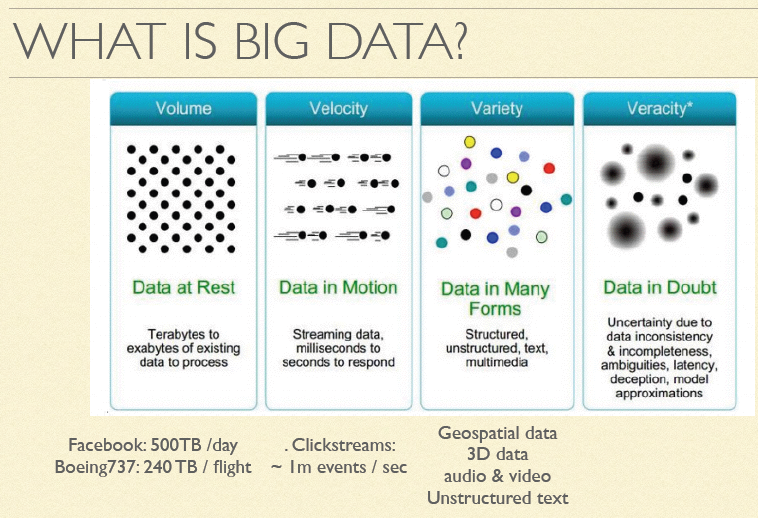 WHAT IS BIG DATA?
Volume
Data at Rest
Terabytes to
exabytes of existing
data to process
Velocity
Data in Motion
Streaming data,
milliseconds to
seconds to respond
Variety
Data in Many
Forms
Structured,
unstructured, text,
multimedia
Veracity*
Data in Doubt
Uncertainty due to
data inconsistency
& incompleteness,
ambiguities, latency,
deception, model
approximations
Facebook: 500TB /day
Boeing737: 240 TB / flight
. Clickstreams:
~ 1m events / sec
Geospatial data
3D data
audio & video
Unstructured text